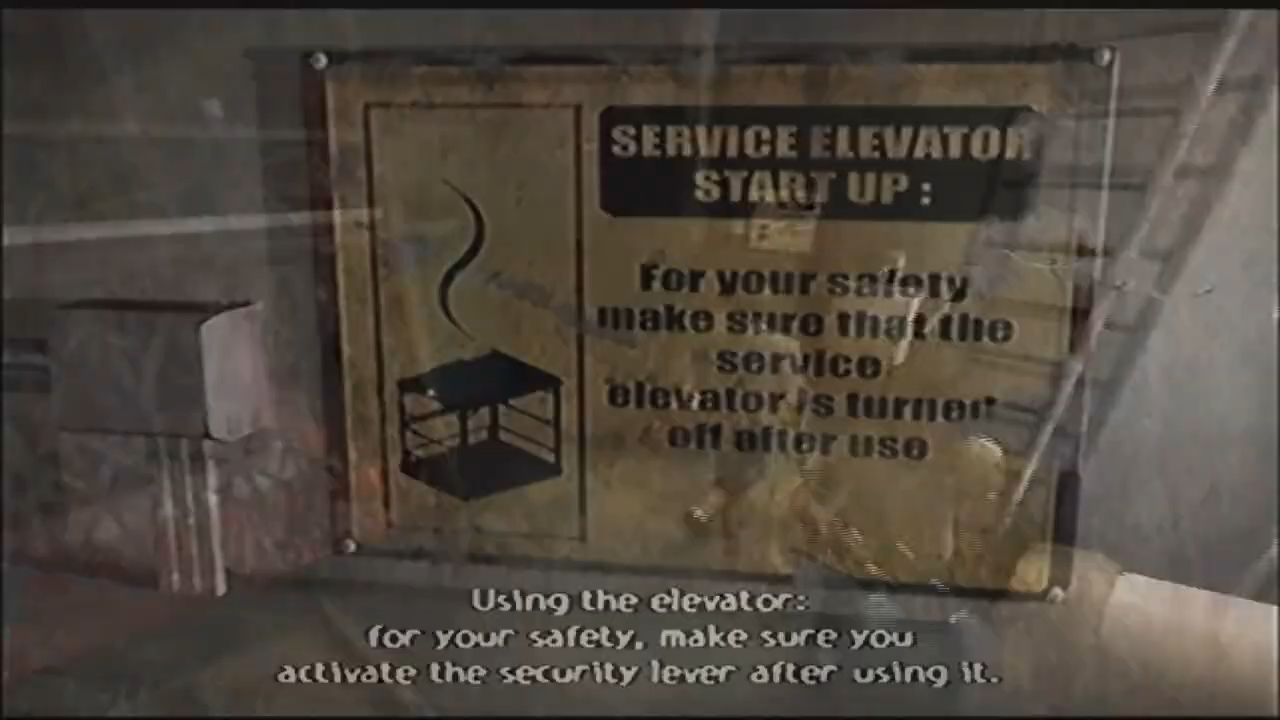 SERVICE ELEVATOR
START UP :
For your safety
make sure that the
service
elevator is turned
off after use
Using the elevator:
for your safety, make sure you
activate the security lever after using it.